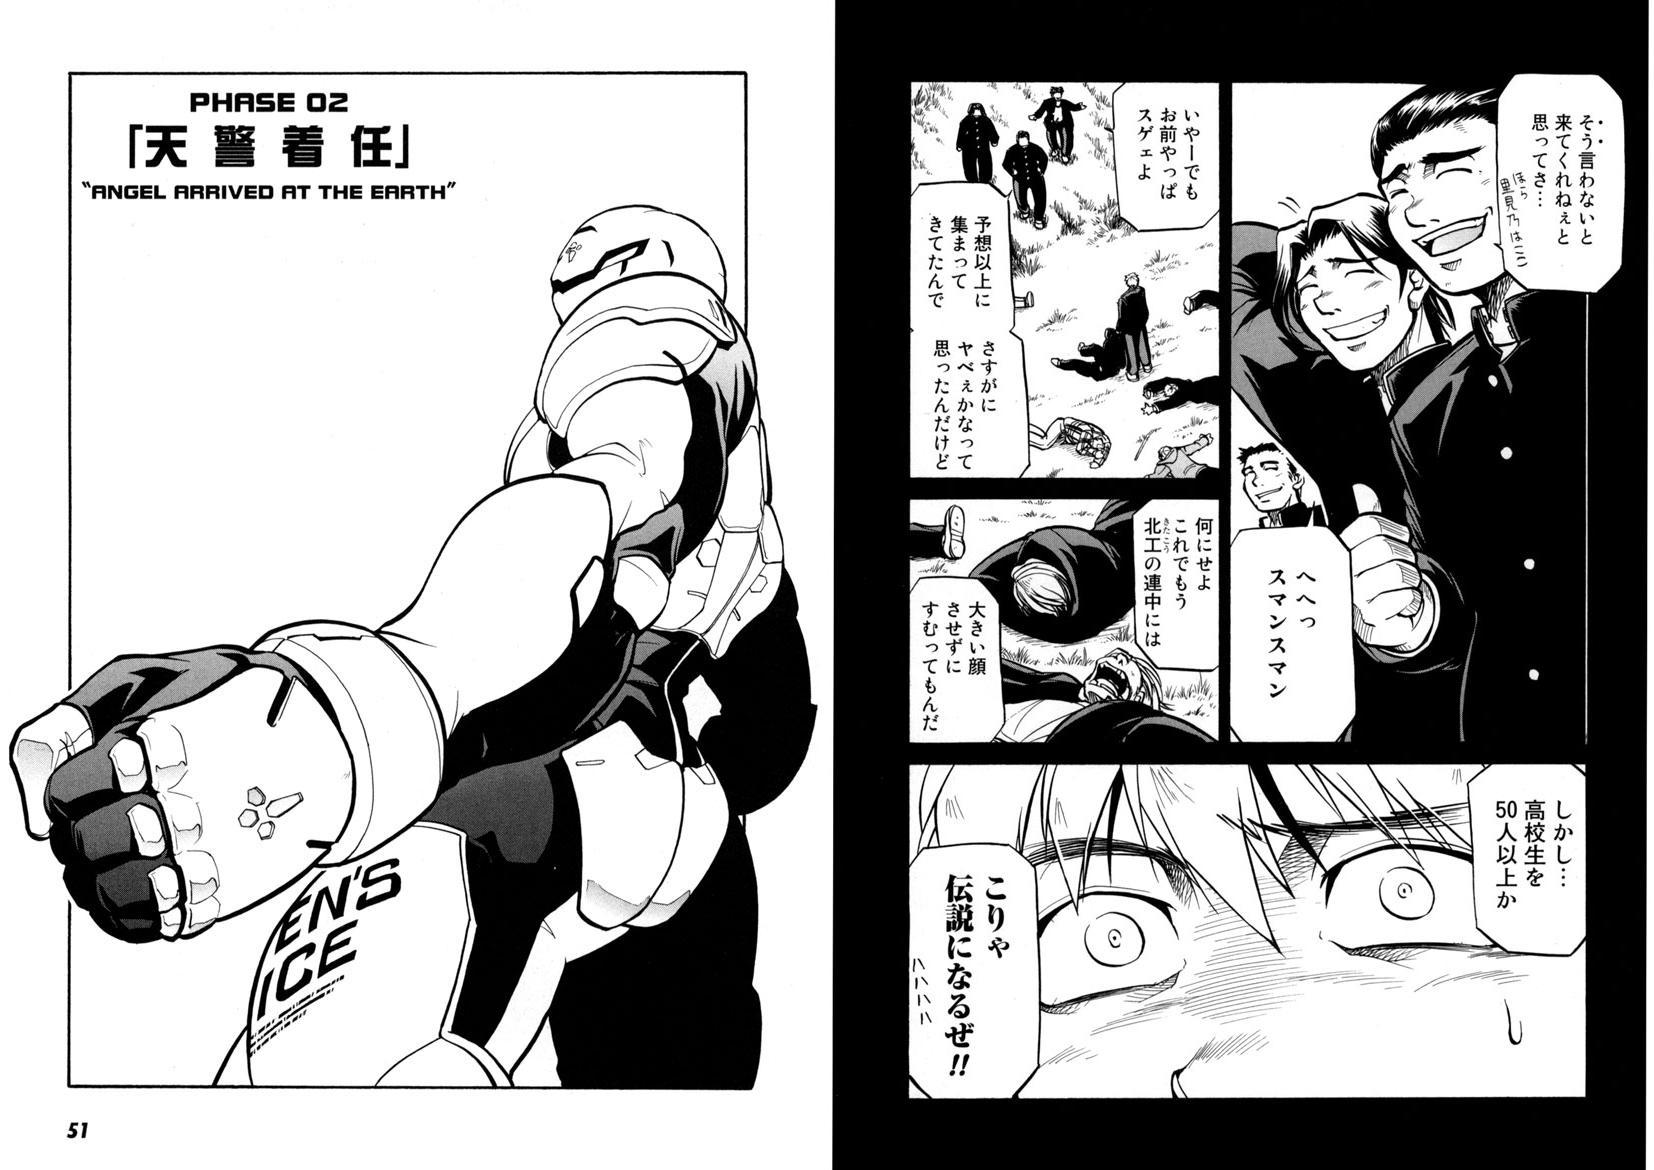 そう言わないと
来てくれねぇと
思ってさ…
ほら
里見乃はココ
へへっ
スマンスマン
いやーでも
お前やっぱ
スゲェよ
予想以上に
集まって
きてたんで
さすがに
ヤベぇかなって
思ったんだけど
何にせよ
これでもう
北工の連中には
きたこう
大きい顔
させずに
すむってもんだ
しかし…
高校生を
50人以上か
こりゃ
伝説になるぜ!!
ハハハハ
PHASE 02
「天警着任」
"ANGEL ARRIVED AT THE EARTH"
EN'S
ICE
51